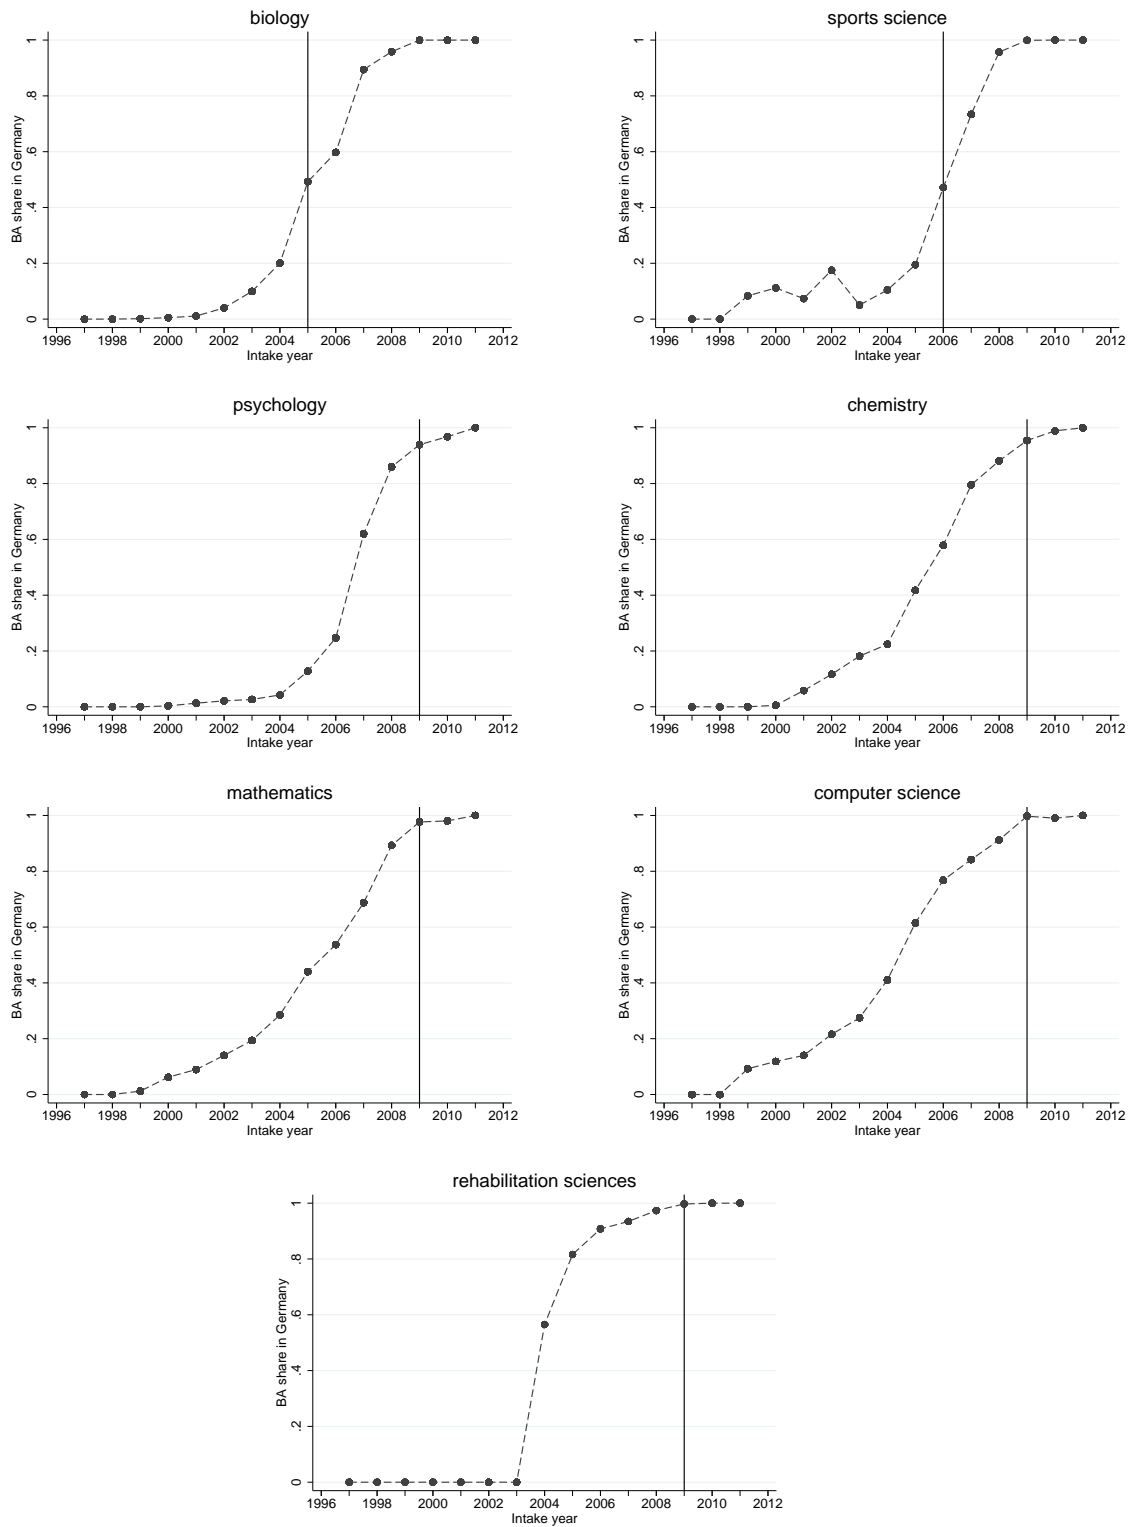 biology
BA share in Germany
0 .2 .4 .6 .8 1
1996 1998 2000 2002 2004 2006 2008 2010 2012
Intake year
sports science
BA share in Germany
0 .2 .4 .6 .8 1
1996 1998 2000 2002 2004 2006 2008 2010 2012
Intake year
psychology
BA share in Germany
0 .2 .4 .6 .8 1
1996 1998 2000 2002 2004 2006 2008 2010 2012
Intake year
chemistry
BA share in Germany
0 .2 .4 .6 .8 1
1996 1998 2000 2002 2004 2006 2008 2010 2012
Intake year
mathematics
BA share in Germany
0 .2 .4 .6 .8 1
1996 1998 2000 2002 2004 2006 2008 2010 2012
Intake year
computer science
BA share in Germany
0 .2 .4 .6 .8 1
1996 1998 2000 2002 2004 2006 2008 2010 2012
Intake year
rehabilitation sciences
BA share in Germany
0 .2 .4 .6 .8 1
1996 1998 2000 2002 2004 2006 2008 2010 2012
Intake year